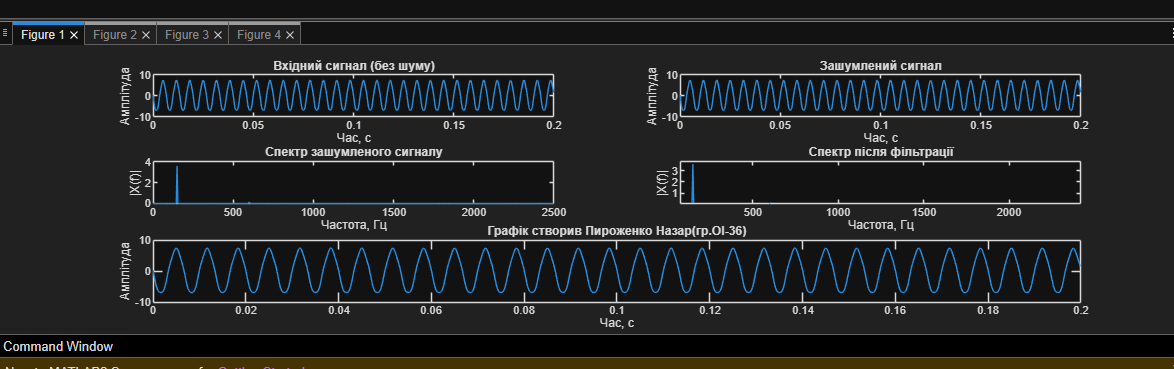 Figure 1 × Figure 2 × Figure 3 × Figure 4 ×
Вхідний сигнал (без шуму)
Амплітуда
10
0
-10
0 0.05 0.1 0.15 0.2
Час, с
Зашумлений сигнал
Амплітуда
10
0
-10
0 0.05 0.1 0.15 0.2
Час, с
Спектр зашумленого сигналу
|X(f)|
4
2
0
0 500 1000 1500 2000 2500
Частота, Гц
Спектр після фільтрації
|X(f)|
3
2
1
500 1000 1500 2000
Частота, Гц
Графік створив Пироженко Назар(гр.ОІ-36)
Амплітуда
10
0
-10
0 0.02 0.04 0.06 0.08 0.1 0.12 0.14 0.16 0.18 0.2
Час, с
Command Window